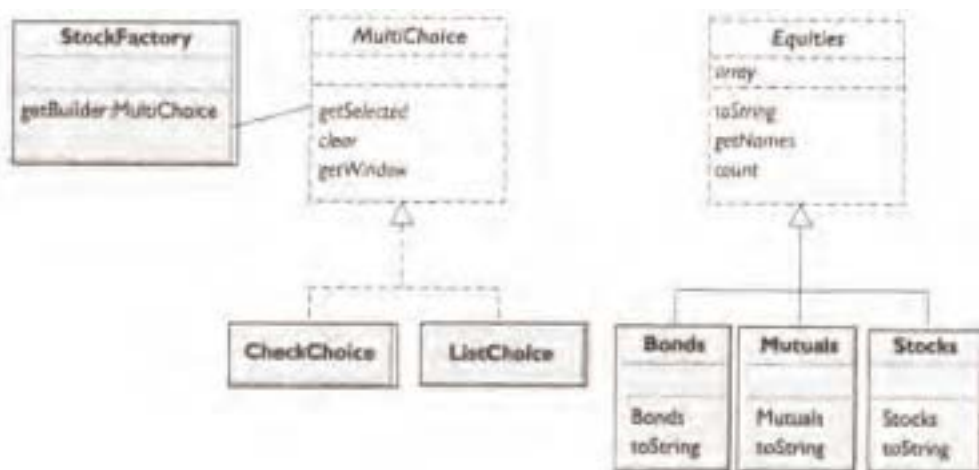 StockFactory
getBuilder:MultiChoice
MultiChoice
getSelected
clear
getWindow
Equities
array
toString
getNames
count
CheckChoice
ListChoice
Bonds
Bonds
toString
Mutuals
Mutuals
toString
Stocks
Stocks
toString